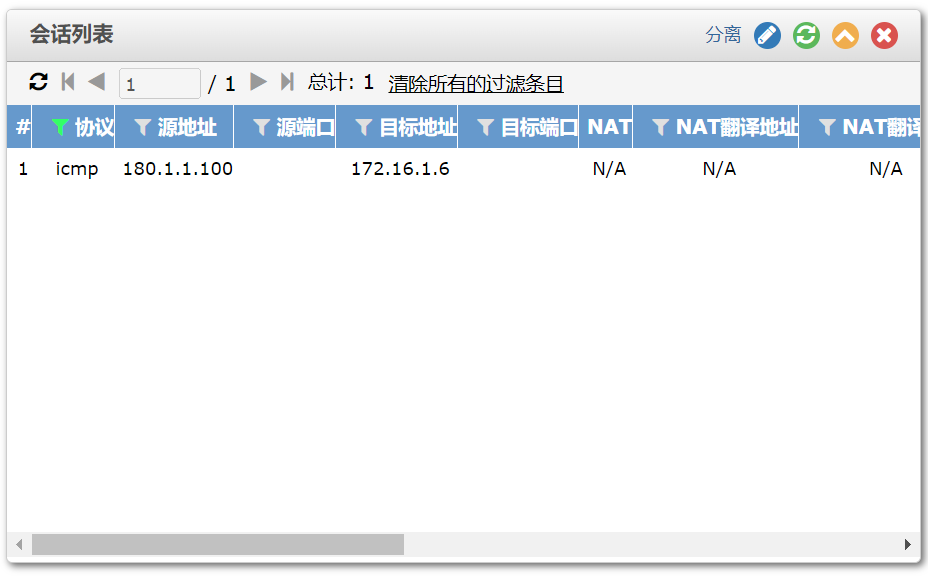 会话列表 分离
1 / 1 总计: 1 清除所有的过滤条目
# 协议 源地址 源端口 目标地址 目标端口 NAT NAT翻译地址 NAT翻译
1 icmp 180.1.1.100 172.16.1.6 N/A N/A N/A